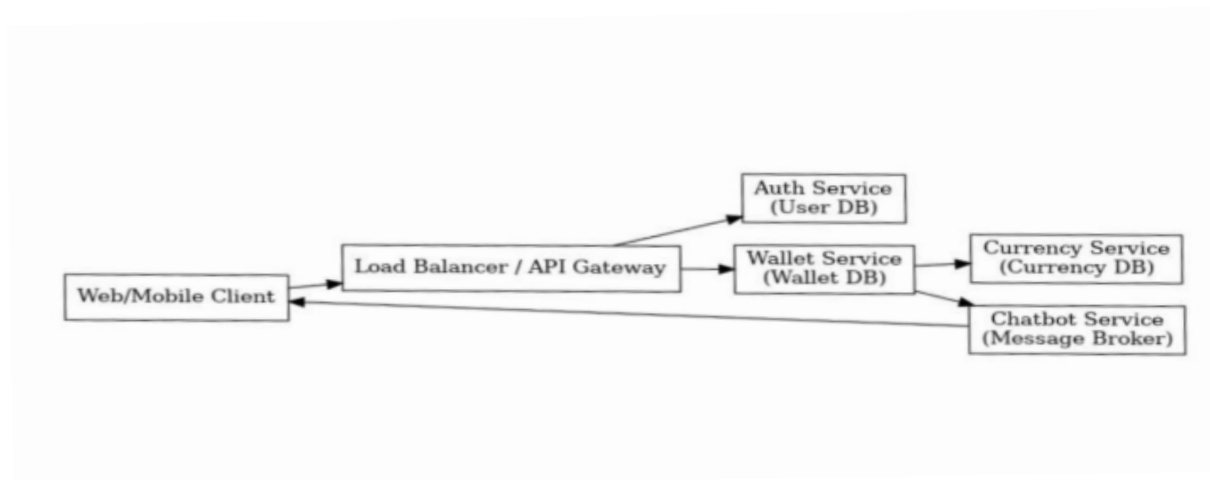 Web/Mobile Client
Load Balancer / API Gateway
Auth Service
(User DB)
Wallet Service
(Wallet DB)
Currency Service
(Currency DB)
Chatbot Service
(Message Broker)